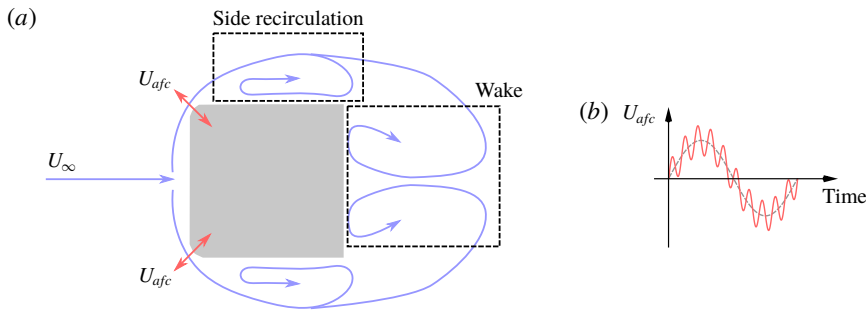 (a)
Side recirculation
U_afc
Wake
U_∞
U_afc
(b)
U_afc
Time